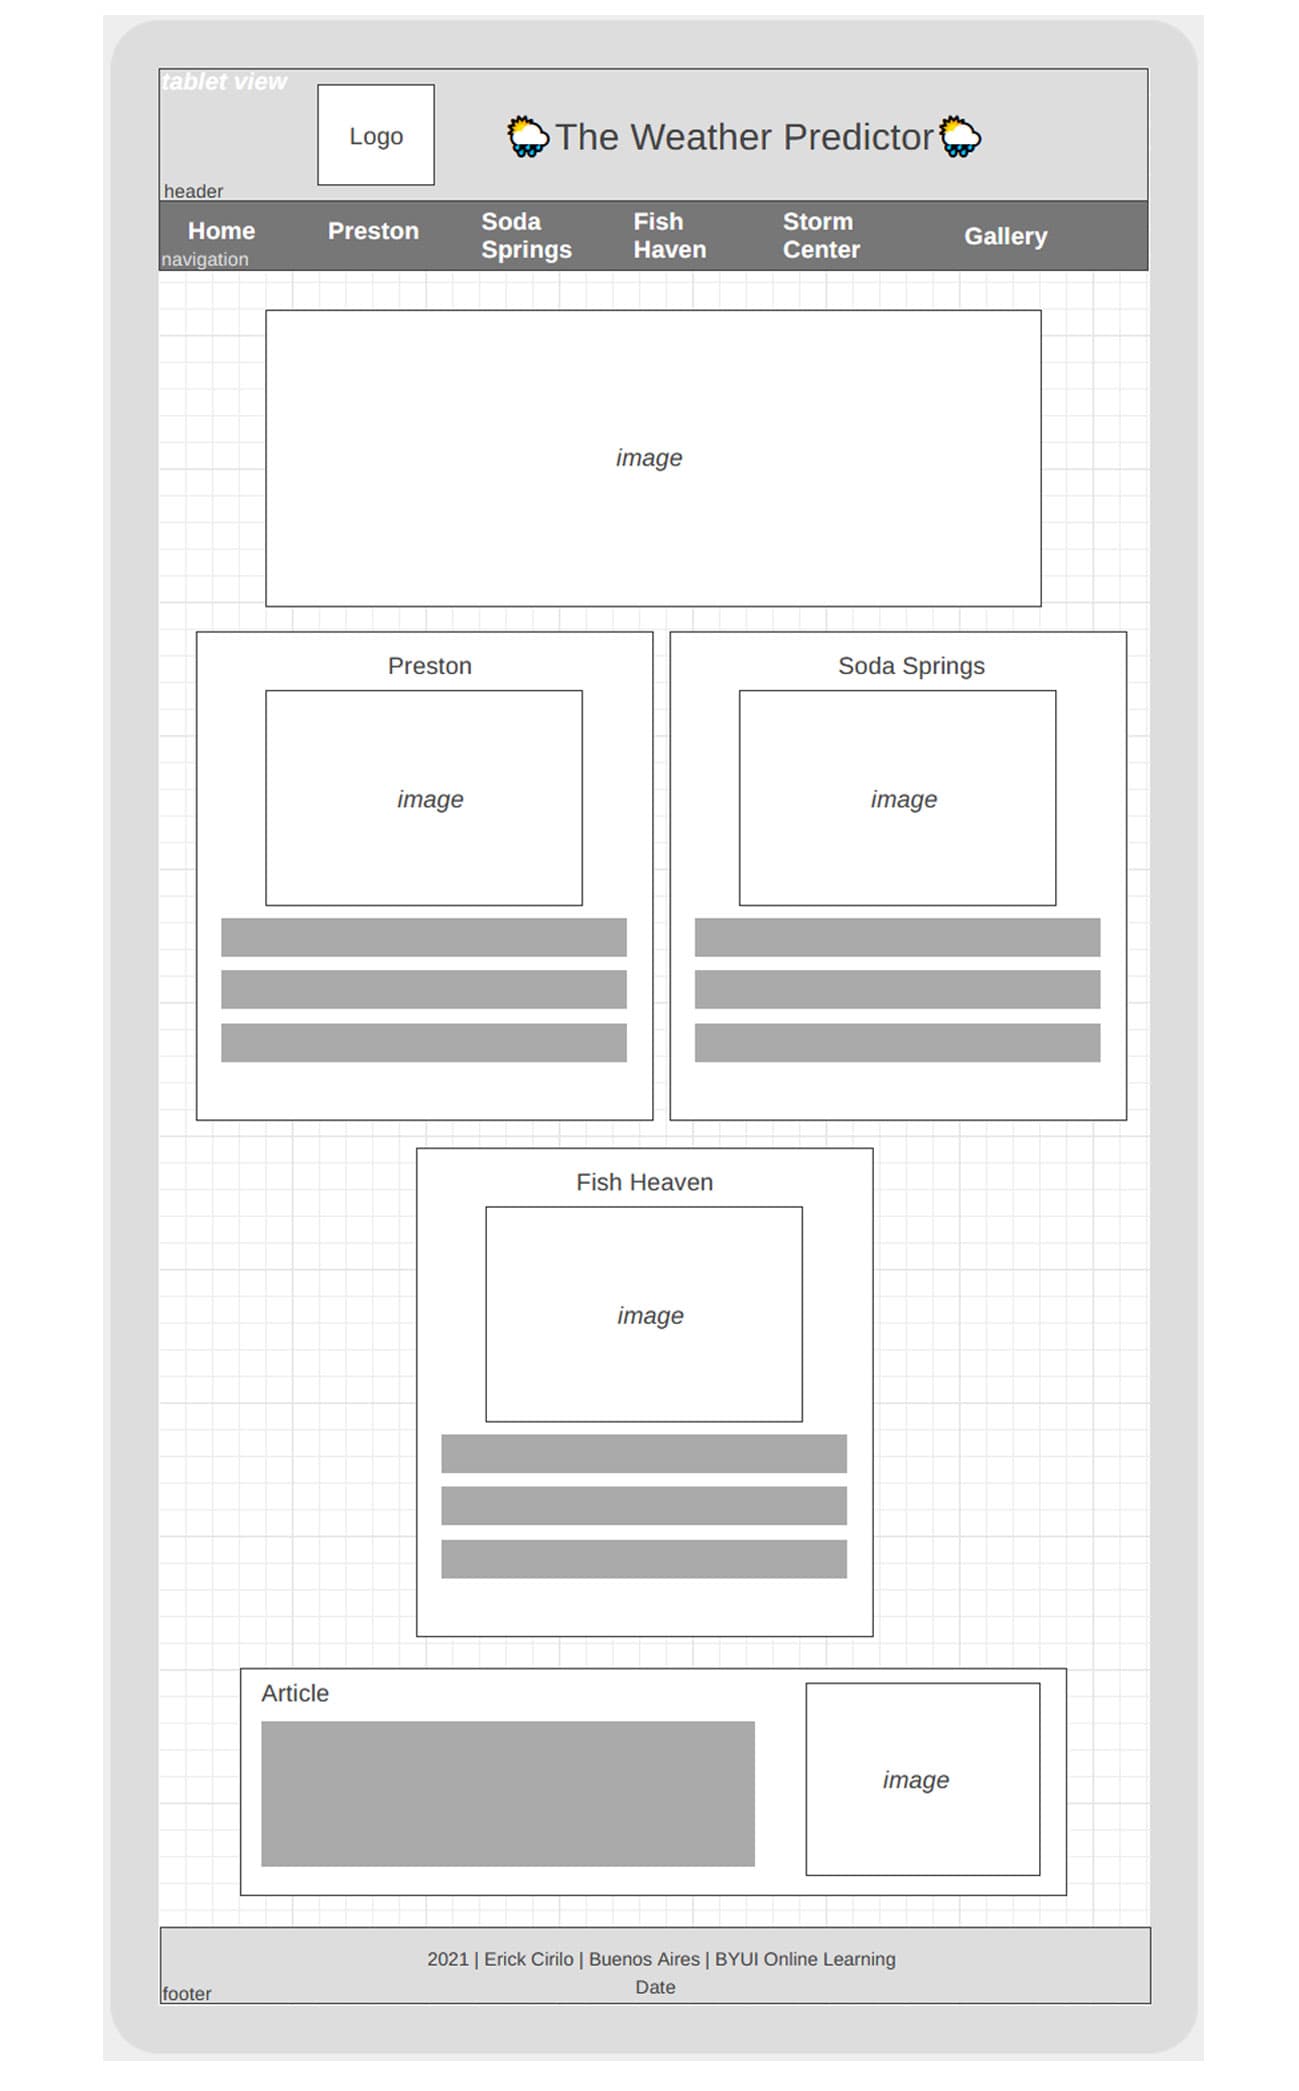 tablet view
Logo
The Weather Predictor
header
Home
Preston
Soda
Springs
Fish
Haven
Storm
Center
Gallery
navigation
image
Preston
image
Soda Springs
image
Fish Heaven
image
Article
image
2021 | Erick Cirilo | Buenos Aires | BYUI Online Learning
Date
footer